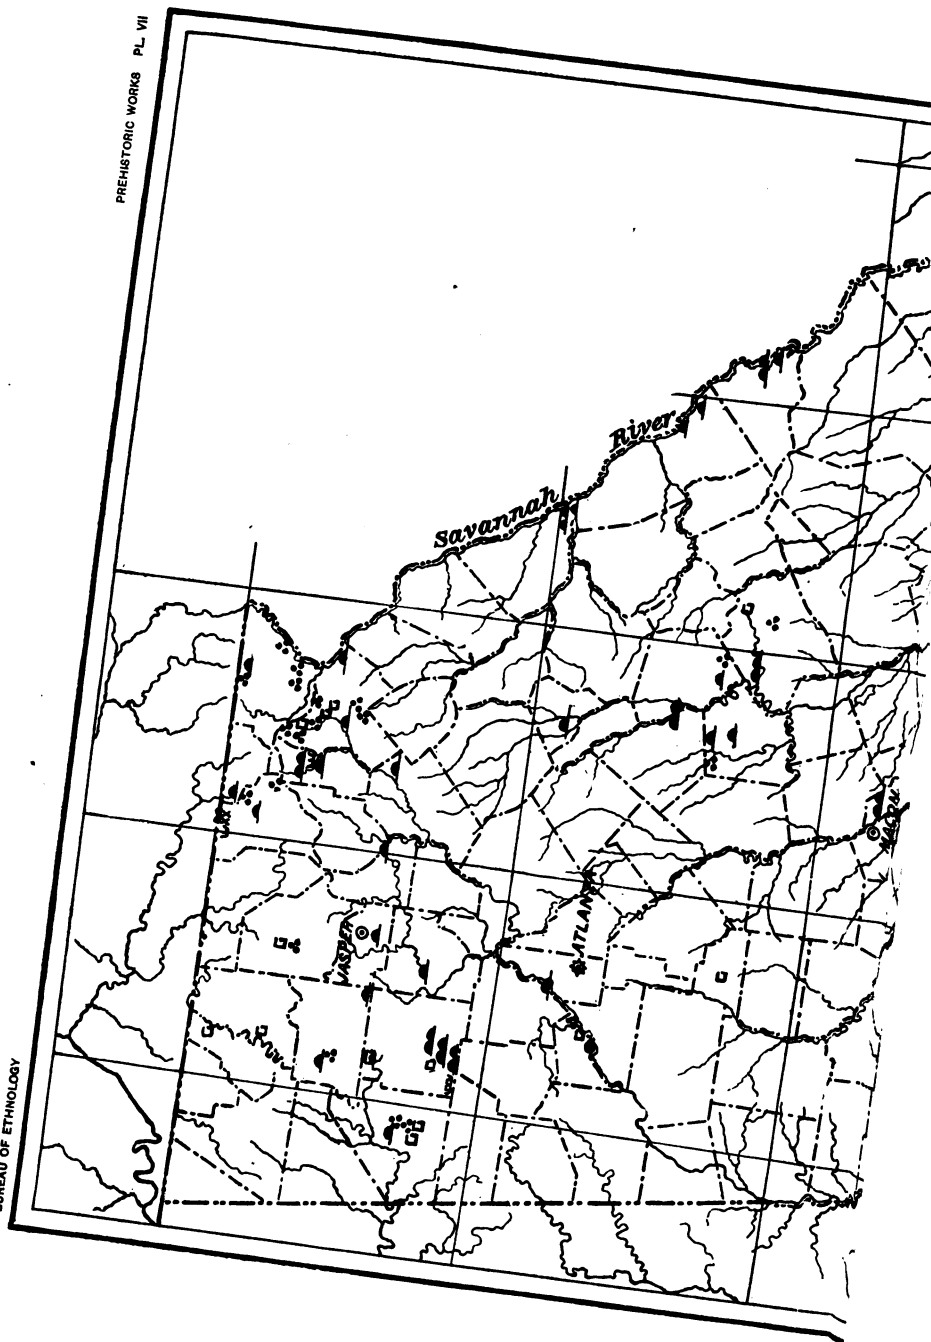 BUREAU OF ETHNOLOGY
PREHISTORIC WORKS PL. VII
Savannah River
JASPER
ATLANTA
MACON